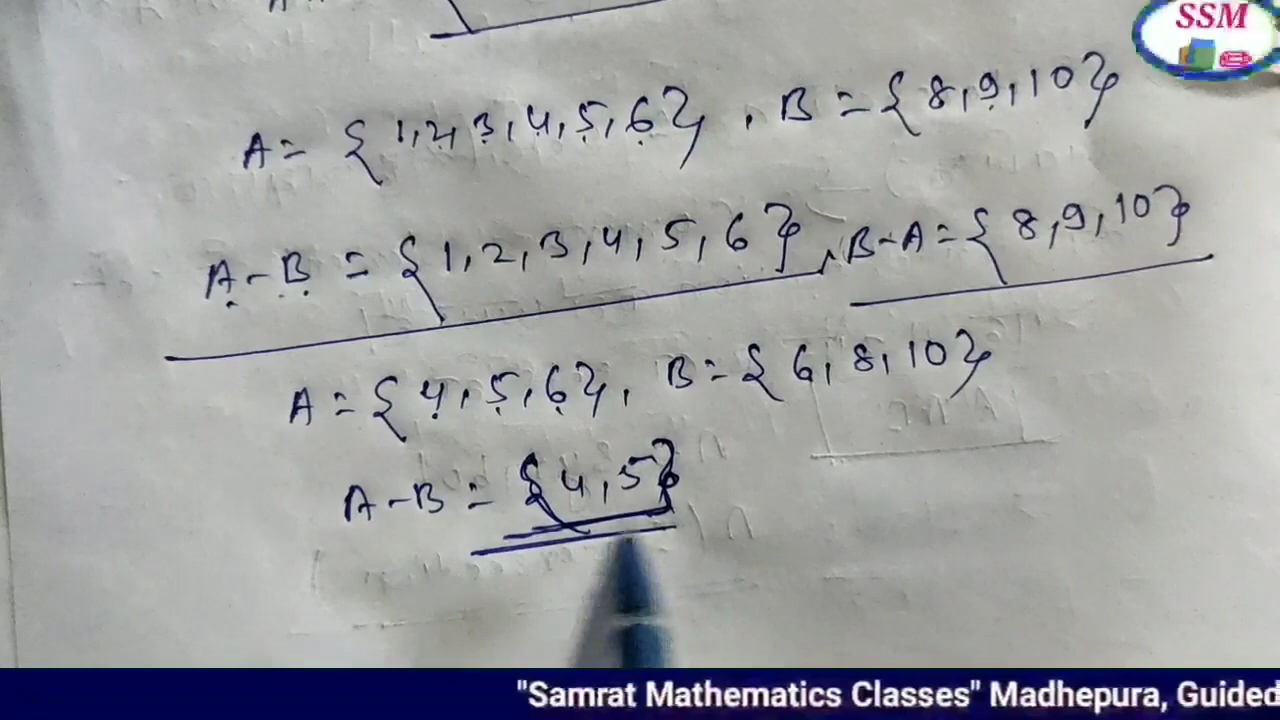 SSM
A = {1,2,3,4,5,6}, B = {8,9,10}
A-B = {1,2,3,4,5,6}, B-A = {8,9,10}
A = {4,5,6}, B = {6,8,10}
A-B = {4,5}
"Samrat Mathematics Classes" Madhepura, Guided